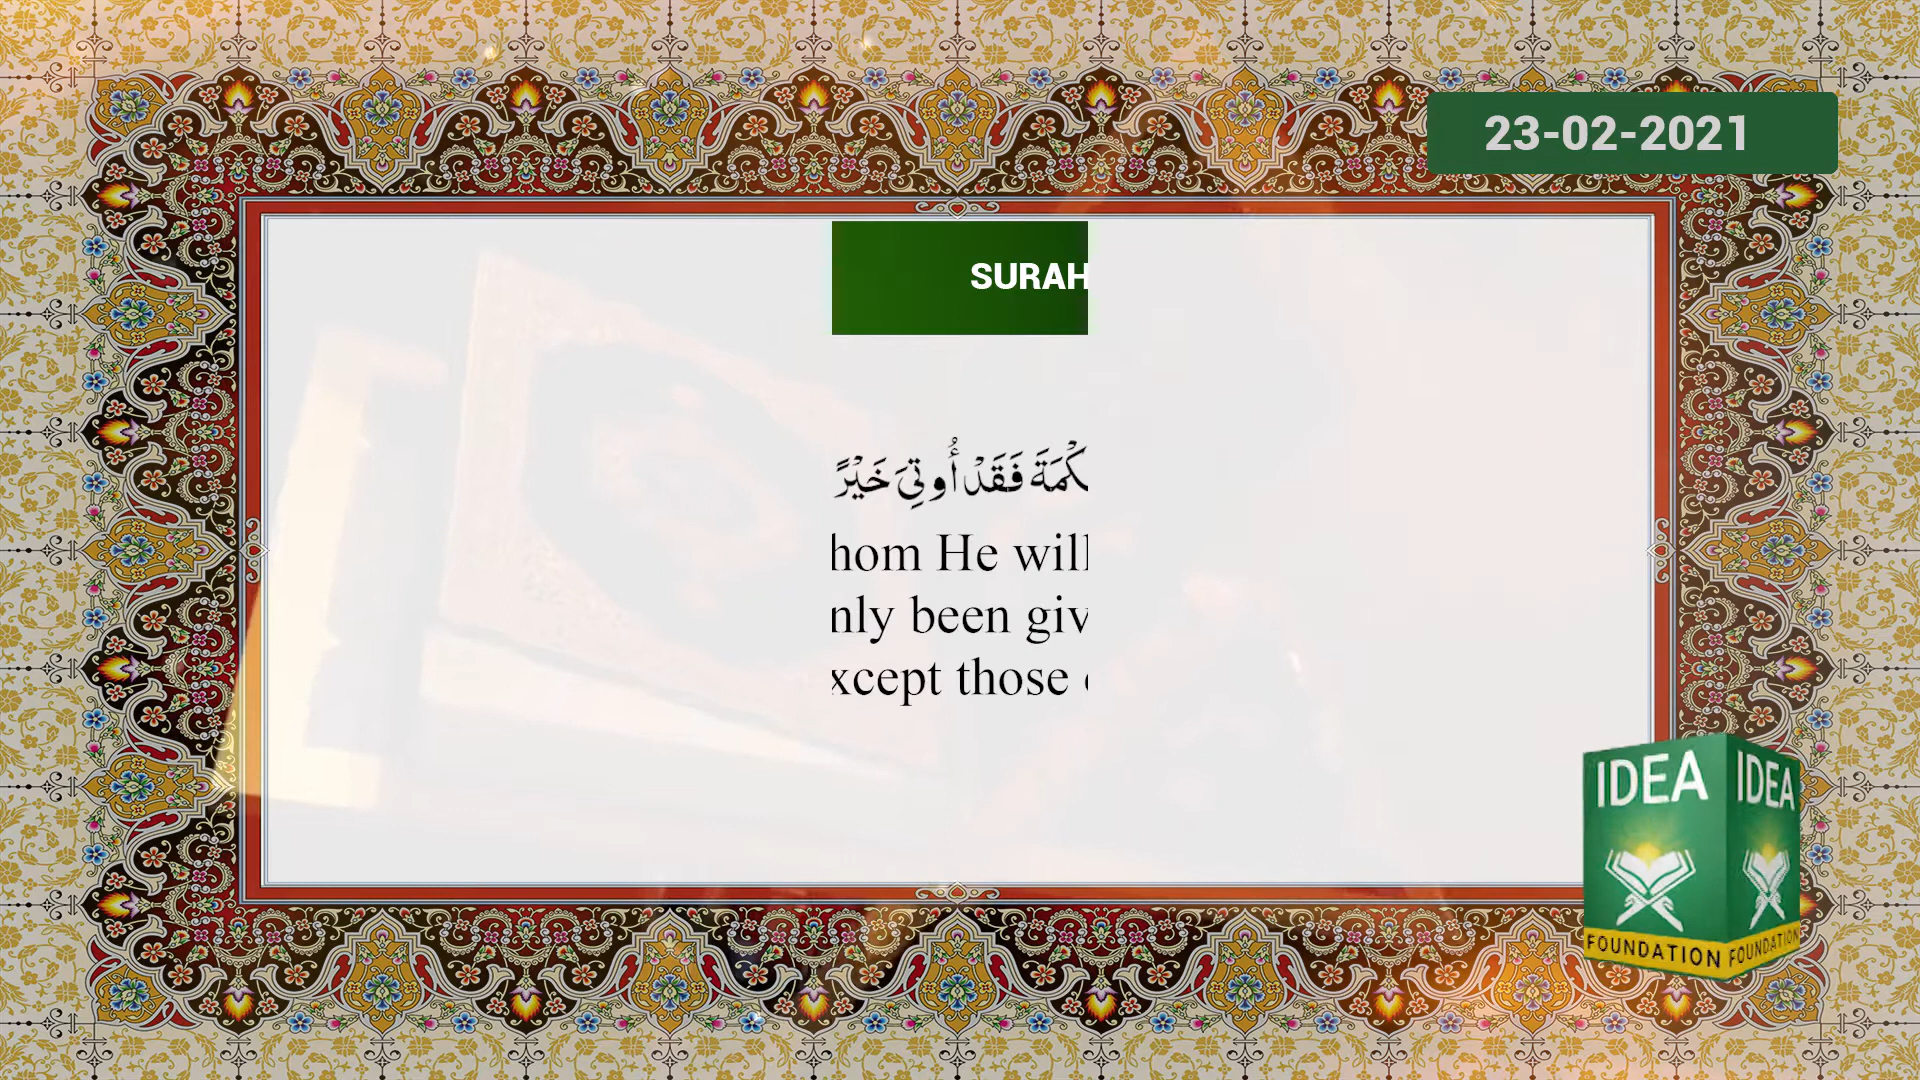 23-02-2021
SURAH
كْمَةَ فَقَدْ أُوتِيَ خَيْرً
hom He will
nly been giv
xcept those
IDEA IDEA
FOUNDATION FOUNDATION